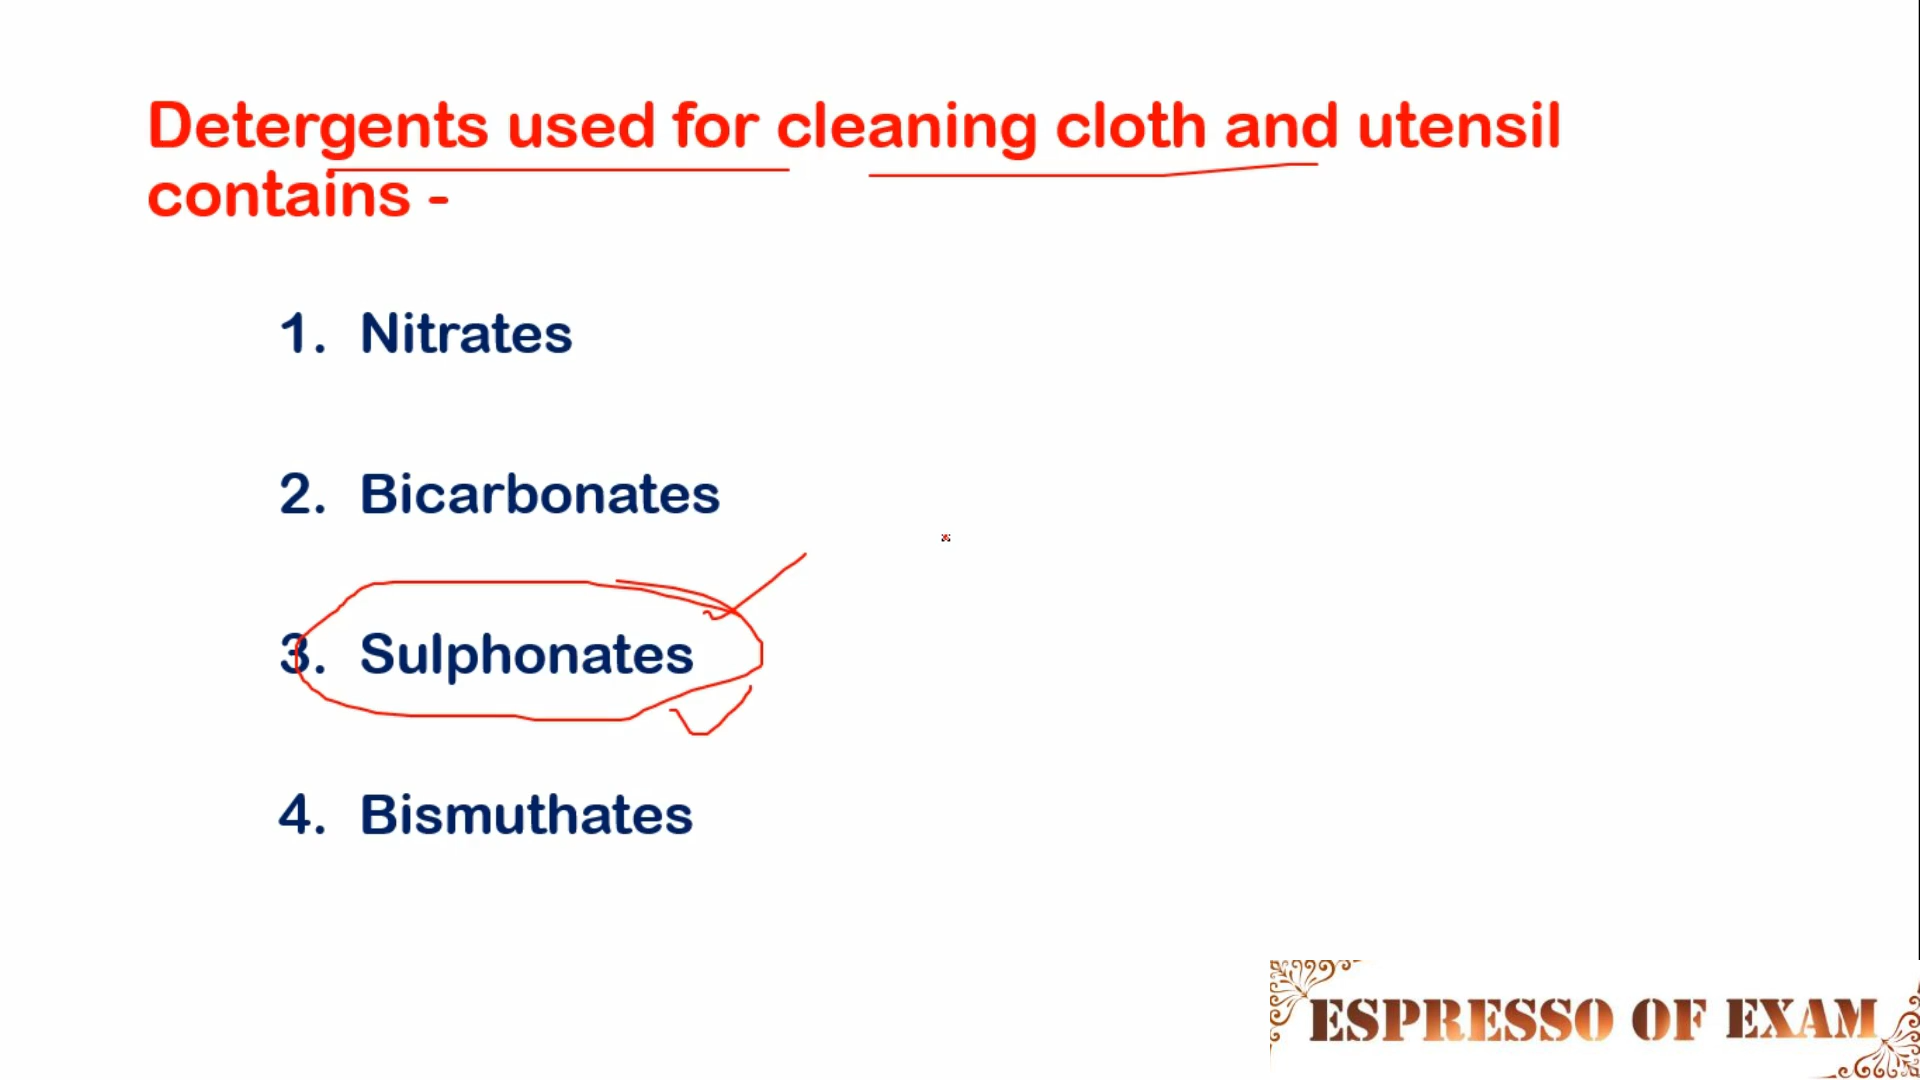 Detergents used for cleaning cloth and utensil
contains -
1. Nitrates
2. Bicarbonates
3. Sulphonates
4. Bismuthates
ESPRESSO OF EXAM